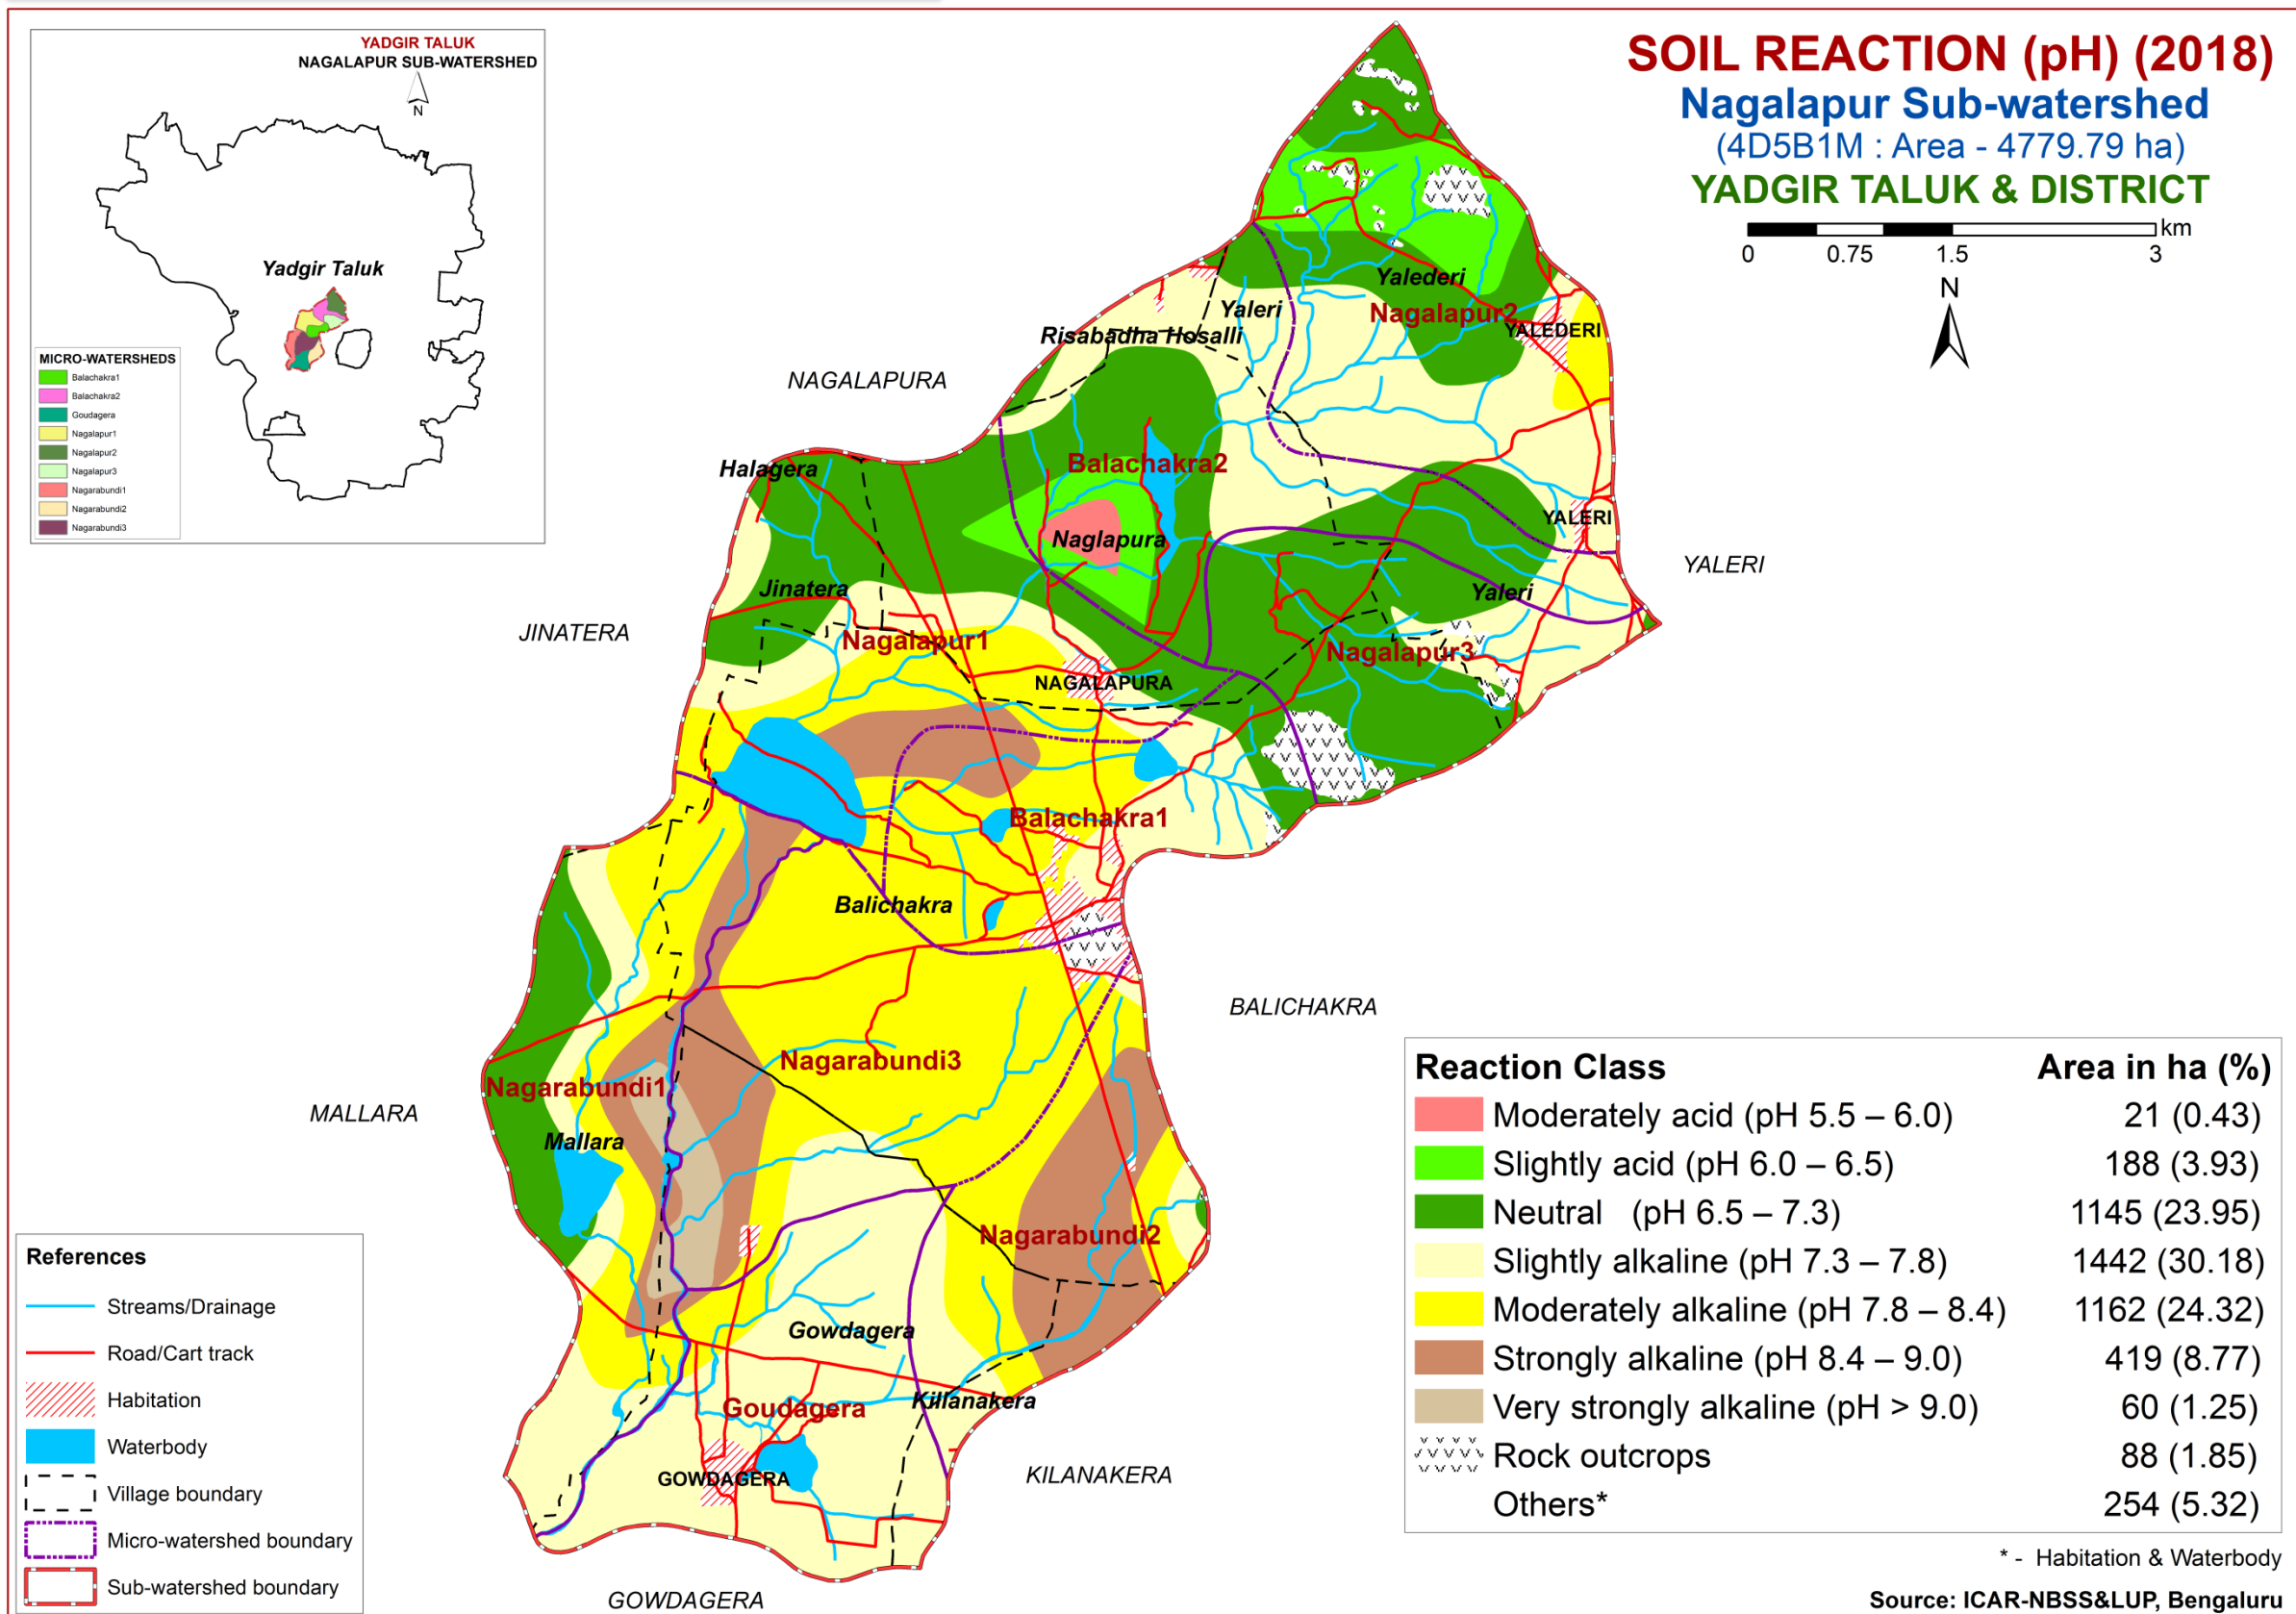 YADGIR TALUK
NAGALAPUR SUB-WATERSHED
N
Yadgir Taluk
MICRO-WATERSHEDS
Balachakra1
Balachakra2
Goudagera
Nagalapur1
Nagalapur2
Nagalapur3
Nagarabundi1
Nagarabundi2
Nagarabundi3
SOIL REACTION (pH) (2018)
Nagalapur Sub-watershed
(4D5B1M : Area - 4779.79 ha)
YADGIR TALUK & DISTRICT
km
0 0.75 1.5 3
N
Yalederi
Yaleri
Nagalapur2
YALEDERI
Risabadha Hosalli
NAGALAPURA
Balachakra2
Halagera
YALERI
Naglapura
YALERI
Jinatera
Yaleri
JINATERA
Nagalapur1
Nagalapur3
NAGALAPURA
Balachakra1
Balichakra
BALICHAKRA
Nagarabundi3
Nagarabundi1
MALLARA
Mallara
Nagarabundi2
Gowdagera
Killanakera
Goudagera
GOWDAGERA
KILANAKERA
GOWDAGERA
References
Streams/Drainage
Road/Cart track
Habitation
Waterbody
Village boundary
Micro-watershed boundary
Sub-watershed boundary
Reaction Class Area in ha (%)
Moderately acid (pH 5.5 – 6.0) 21 (0.43)
Slightly acid (pH 6.0 – 6.5) 188 (3.93)
Neutral (pH 6.5 – 7.3) 1145 (23.95)
Slightly alkaline (pH 7.3 – 7.8) 1442 (30.18)
Moderately alkaline (pH 7.8 – 8.4) 1162 (24.32)
Strongly alkaline (pH 8.4 – 9.0) 419 (8.77)
Very strongly alkaline (pH > 9.0) 60 (1.25)
Rock outcrops 88 (1.85)
Others* 254 (5.32)
* - Habitation & Waterbody
Source: ICAR-NBSS&LUP, Bengaluru